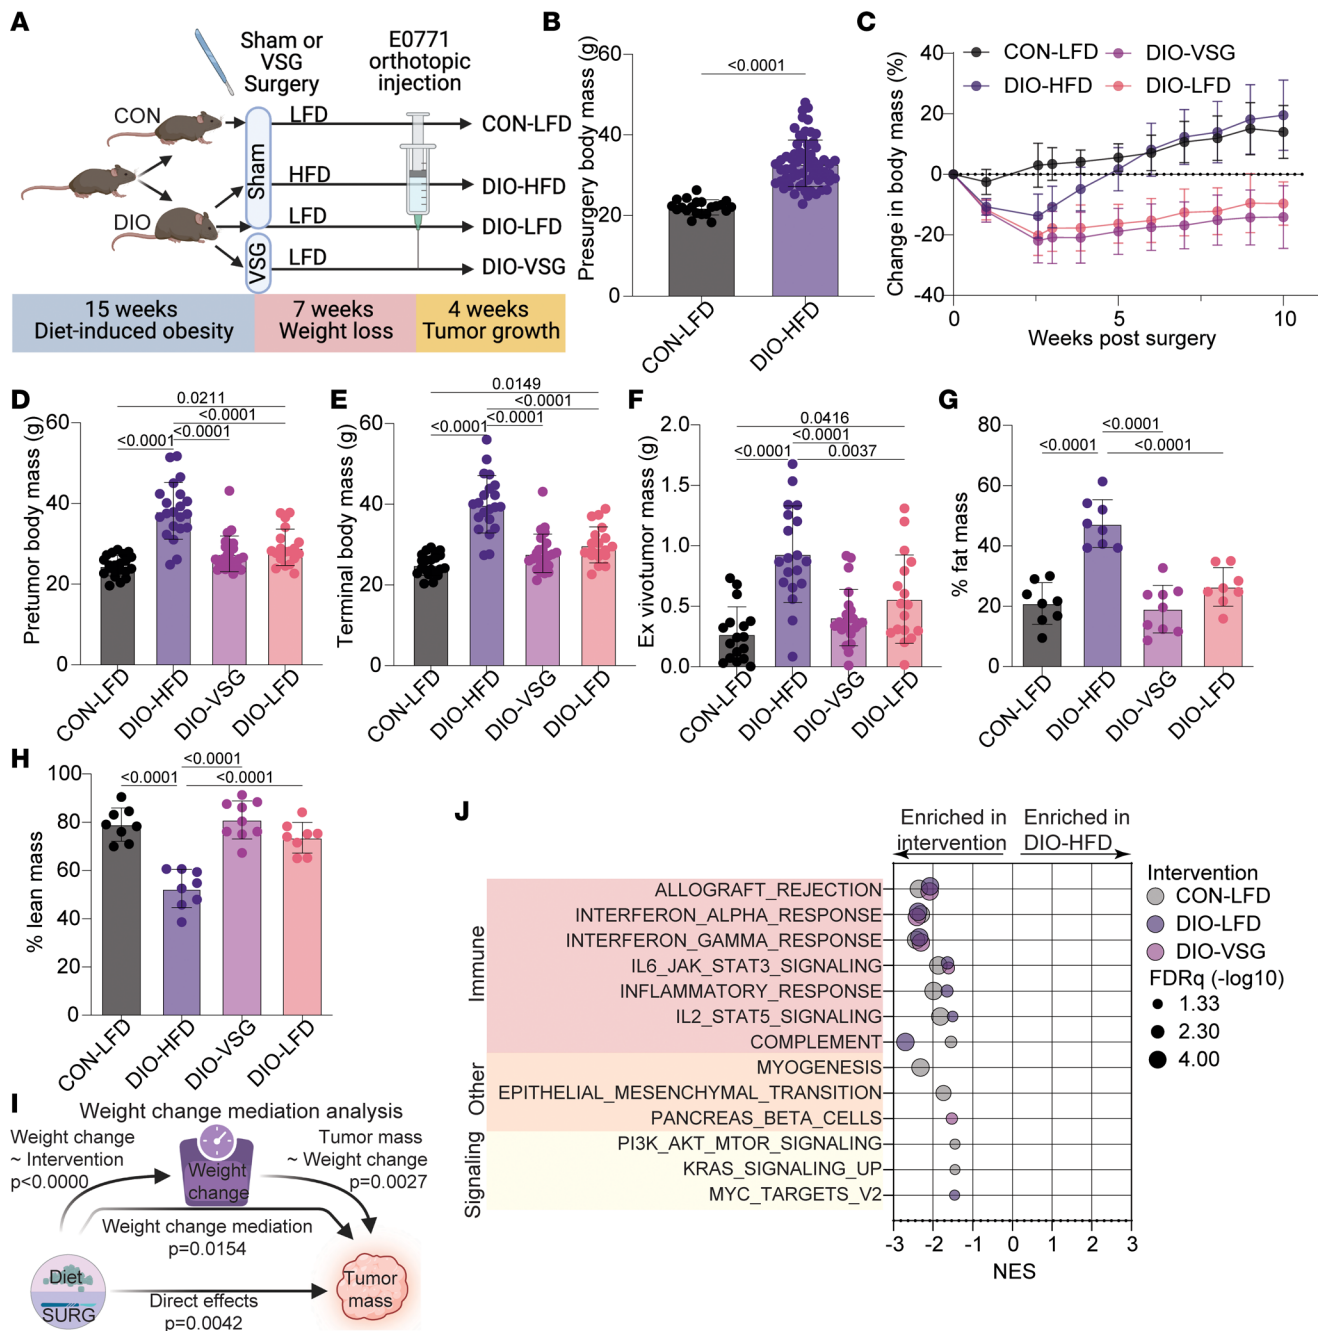 A
Sham or
VSG
Surgery
E0771
orthotopic
injection
CON
DIO
Sham
VSG
LFD
HFD
LFD
LFD
CON-LFD
DIO-HFD
DIO-LFD
DIO-VSG
15 weeks
Diet-induced obesity
7 weeks
Weight loss
4 weeks
Tumor growth
B
Presurgery body mass (g)
60
40
20
0
<0.0001
CON-LFD
DIO-HFD
C
Change in body mass (%)
40
20
0
-20
-40
CON-LFD
DIO-VSG
DIO-HFD
DIO-LFD
0
5
10
Weeks post surgery
D
Pretumor body mass (g)
60
40
20
0
0.0211
<0.0001
<0.0001
<0.0001
CON-LFD
DIO-HFD
DIO-VSG
DIO-LFD
E
Terminal body mass (g)
60
40
20
0
0.0149
<0.0001
<0.0001
<0.0001
CON-LFD
DIO-HFD
DIO-VSG
DIO-LFD
F
Ex vivotumor mass (g)
2.0
1.5
1.0
0.5
0.0
0.0416
<0.0001
<0.0001
0.0037
CON-LFD
DIO-HFD
DIO-VSG
DIO-LFD
G
% fat mass
80
60
40
20
0
<0.0001
<0.0001
<0.0001
CON-LFD
DIO-HFD
DIO-VSG
DIO-LFD
H
% lean mass
100
80
60
40
20
0
<0.0001
<0.0001
<0.0001
CON-LFD
DIO-HFD
DIO-VSG
DIO-LFD
I
Weight change mediation analysis
Weight change
~ Intervention
p<0.0000
Weight
change
Tumor mass
~ Weight change
p=0.0027
Weight change mediation
p=0.0154
Diet
SURG
Direct effects
p=0.0042
Tumor
mass
J
Enriched in
intervention
Enriched in
DIO-HFD
Immune
ALLOGRAFT_REJECTION
INTERFERON_ALPHA_RESPONSE
INTERFERON_GAMMA_RESPONSE
IL6_JAK_STAT3_SIGNALING
INFLAMMATORY_RESPONSE
IL2_STAT5_SIGNALING
COMPLEMENT
Other
MYOGENESIS
EPITHELIAL_MESENCHYMAL_TRANSITION
PANCREAS_BETA_CELLS
Signaling
PI3K_AKT_MTOR_SIGNALING
KRAS_SIGNALING_UP
MYC_TARGETS_V2
-3
-2
-1
0
1
2
3
NES
Intervention
CON-LFD
DIO-LFD
DIO-VSG
FDRq (-log10)
1.33
2.30
4.00